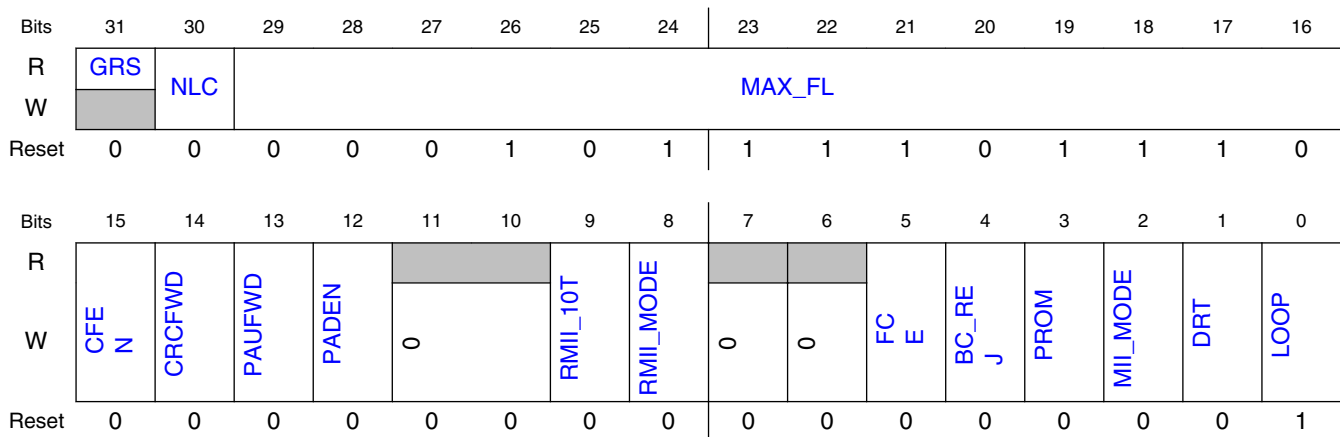 Bits 31 30 29 28 27 26 25 24 23 22 21 20 19 18 17 16
R GRS NLC MAX_FL
W
Reset 0 0 0 0 0 1 0 1 1 1 1 0 1 1 1 0
Bits 15 14 13 12 11 10 9 8 7 6 5 4 3 2 1 0
R
W CFE N CRCFWD PAUFWD PADEN 0 RMII_10T RMII_MODE 0 0 FC E BC_RE J PROM MII_MODE DRT LOOP
Reset 0 0 0 0 0 0 0 0 0 0 0 0 0 0 0 1